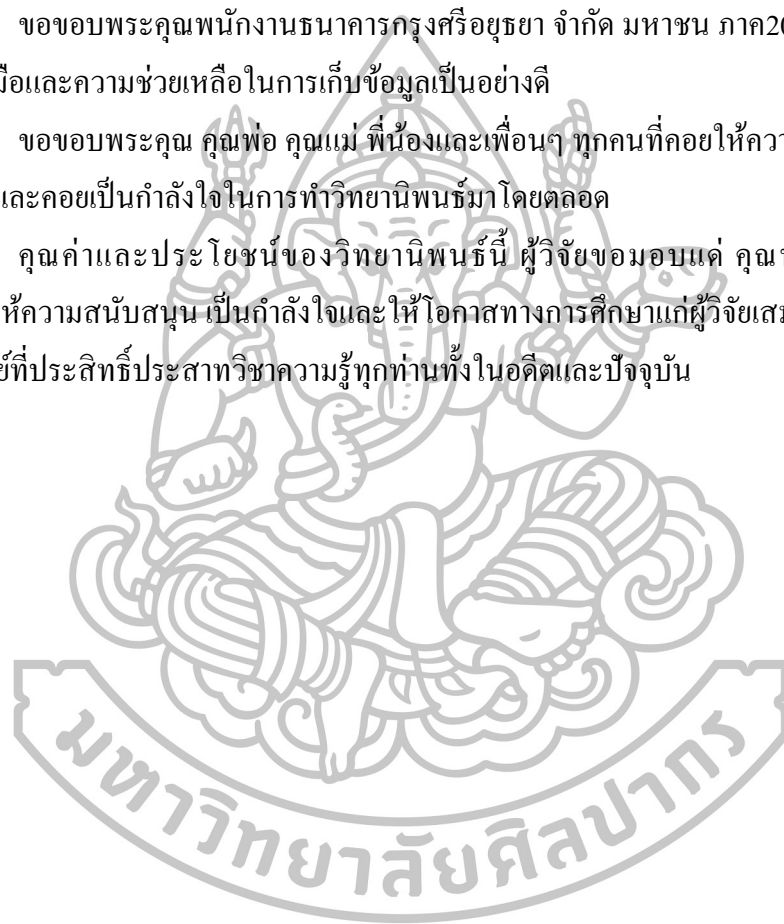 ขอขอบพระคุณพนักงานธนาคารกรุงศรีอยุธยา จำกัด มหาชน ภาค20
มือและความช่วยเหลือในการเก็บข้อมูลเป็นอย่างดี
ขอขอบพระคุณ คุณพ่อ คุณแม่ พี่น้องและเพื่อนๆ ทุกคนที่คอยให้ควา
และคอยเป็นกำลังใจในการทำวิทยานิพนธ์มาโดยตลอด
คุณค่าและประโยชน์ของวิทยานิพนธ์นี้ ผู้วิจัยขอมอบแด่ คุณ
ห้ความสนับสนุน เป็นกำลังใจและให้โอกาสทางการศึกษาแก่ผู้วิจัยเสม
ย์ที่ประสิทธิ์ประสาทวิชาความรู้ทุกท่านทั้งในอดีตและปัจจุบัน
มหาวิทยาลัยศิลปากร